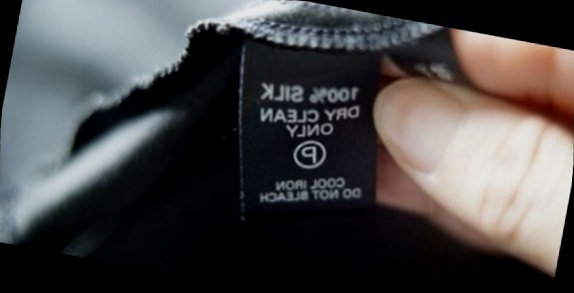 100% SILK
DRY CLEAN
ONLY
P
COOL IRON
DO NOT BLEACH